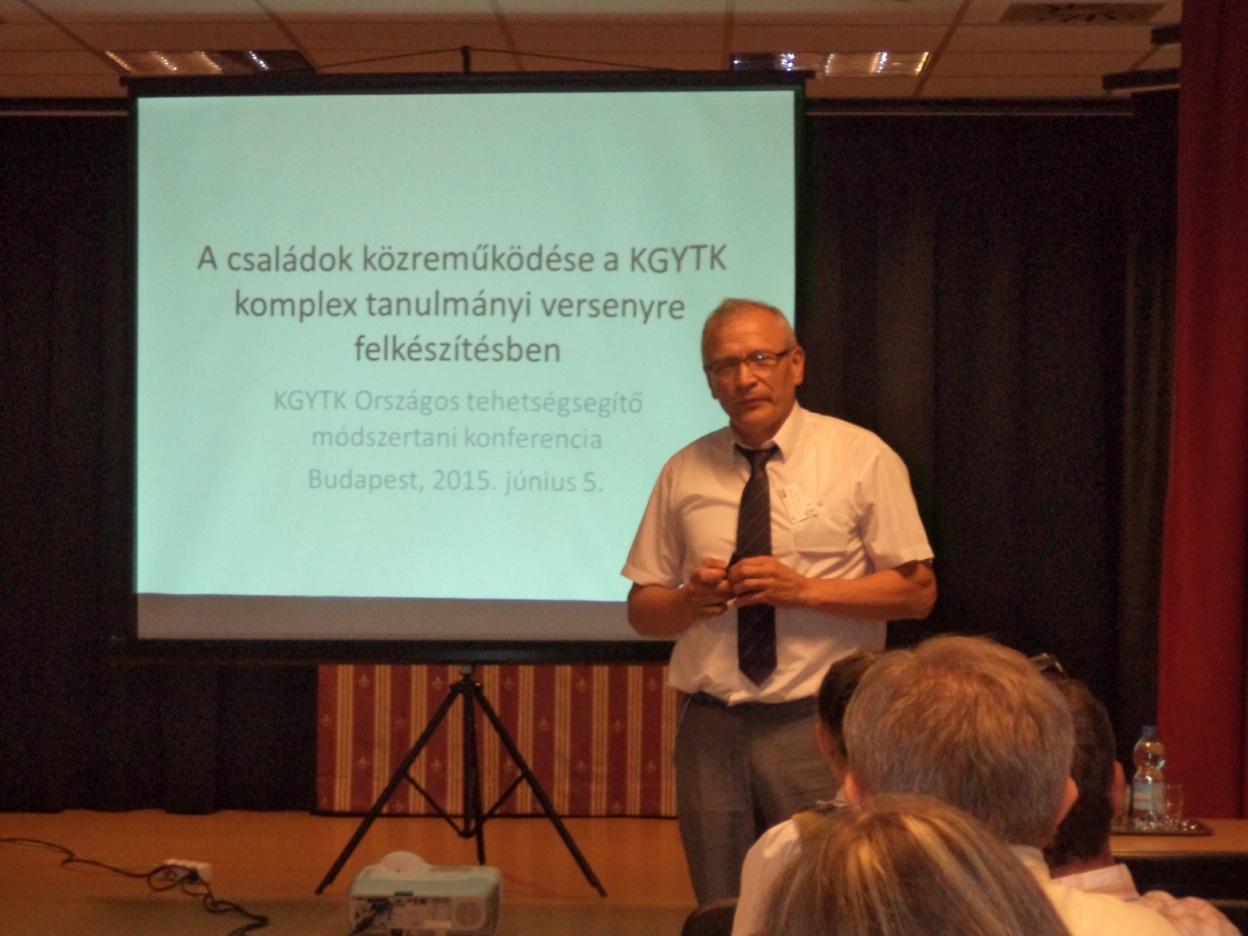 A családok közreműködése a KGYTK
komplex tanulmányi versenyre
felkészítésben
KGYTK Országos tehetségsegítő
módszertani konferencia
Budapest, 2015. június 5.